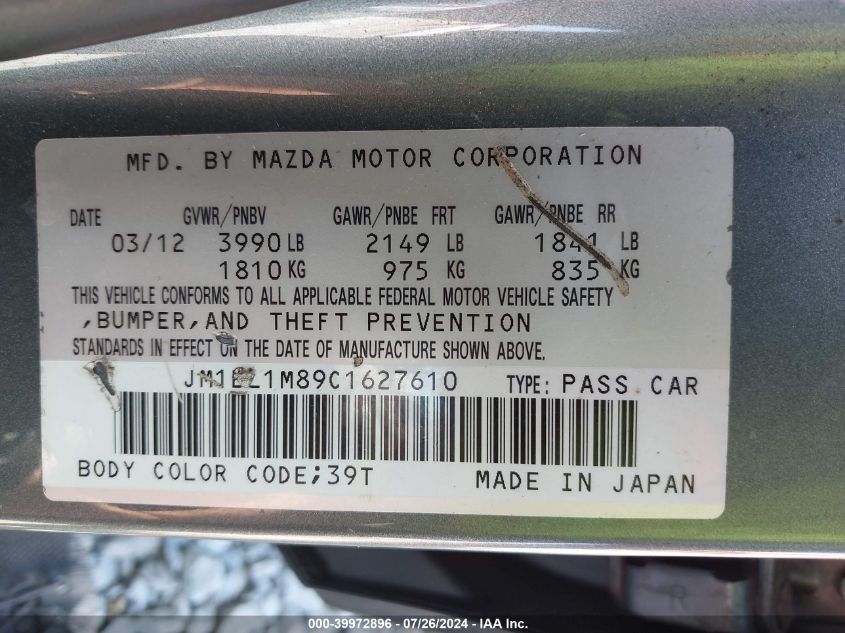 MFD. BY MAZDA MOTOR CORPORATION
DATE GVWR/PNBV GAWR/PNBE FRT GAWR/PNBE RR
03/12 3990 LB 2149 LB 1841 LB
1810 KG 975 KG 835 KG
THIS VEHICLE CONFORMS TO ALL APPLICABLE FEDERAL MOTOR VEHICLE SAFETY
,BUMPER,AND THEFT PREVENTION
STANDARDS IN EFFECT ON THE DATE OF MANUFACTURE SHOWN ABOVE.
JM1BL1M89C1627610 TYPE: PASS CAR
BODY COLOR CODE;39T MADE IN JAPAN
R
000-39972896 - 07/26/2024 - IAA Inc.